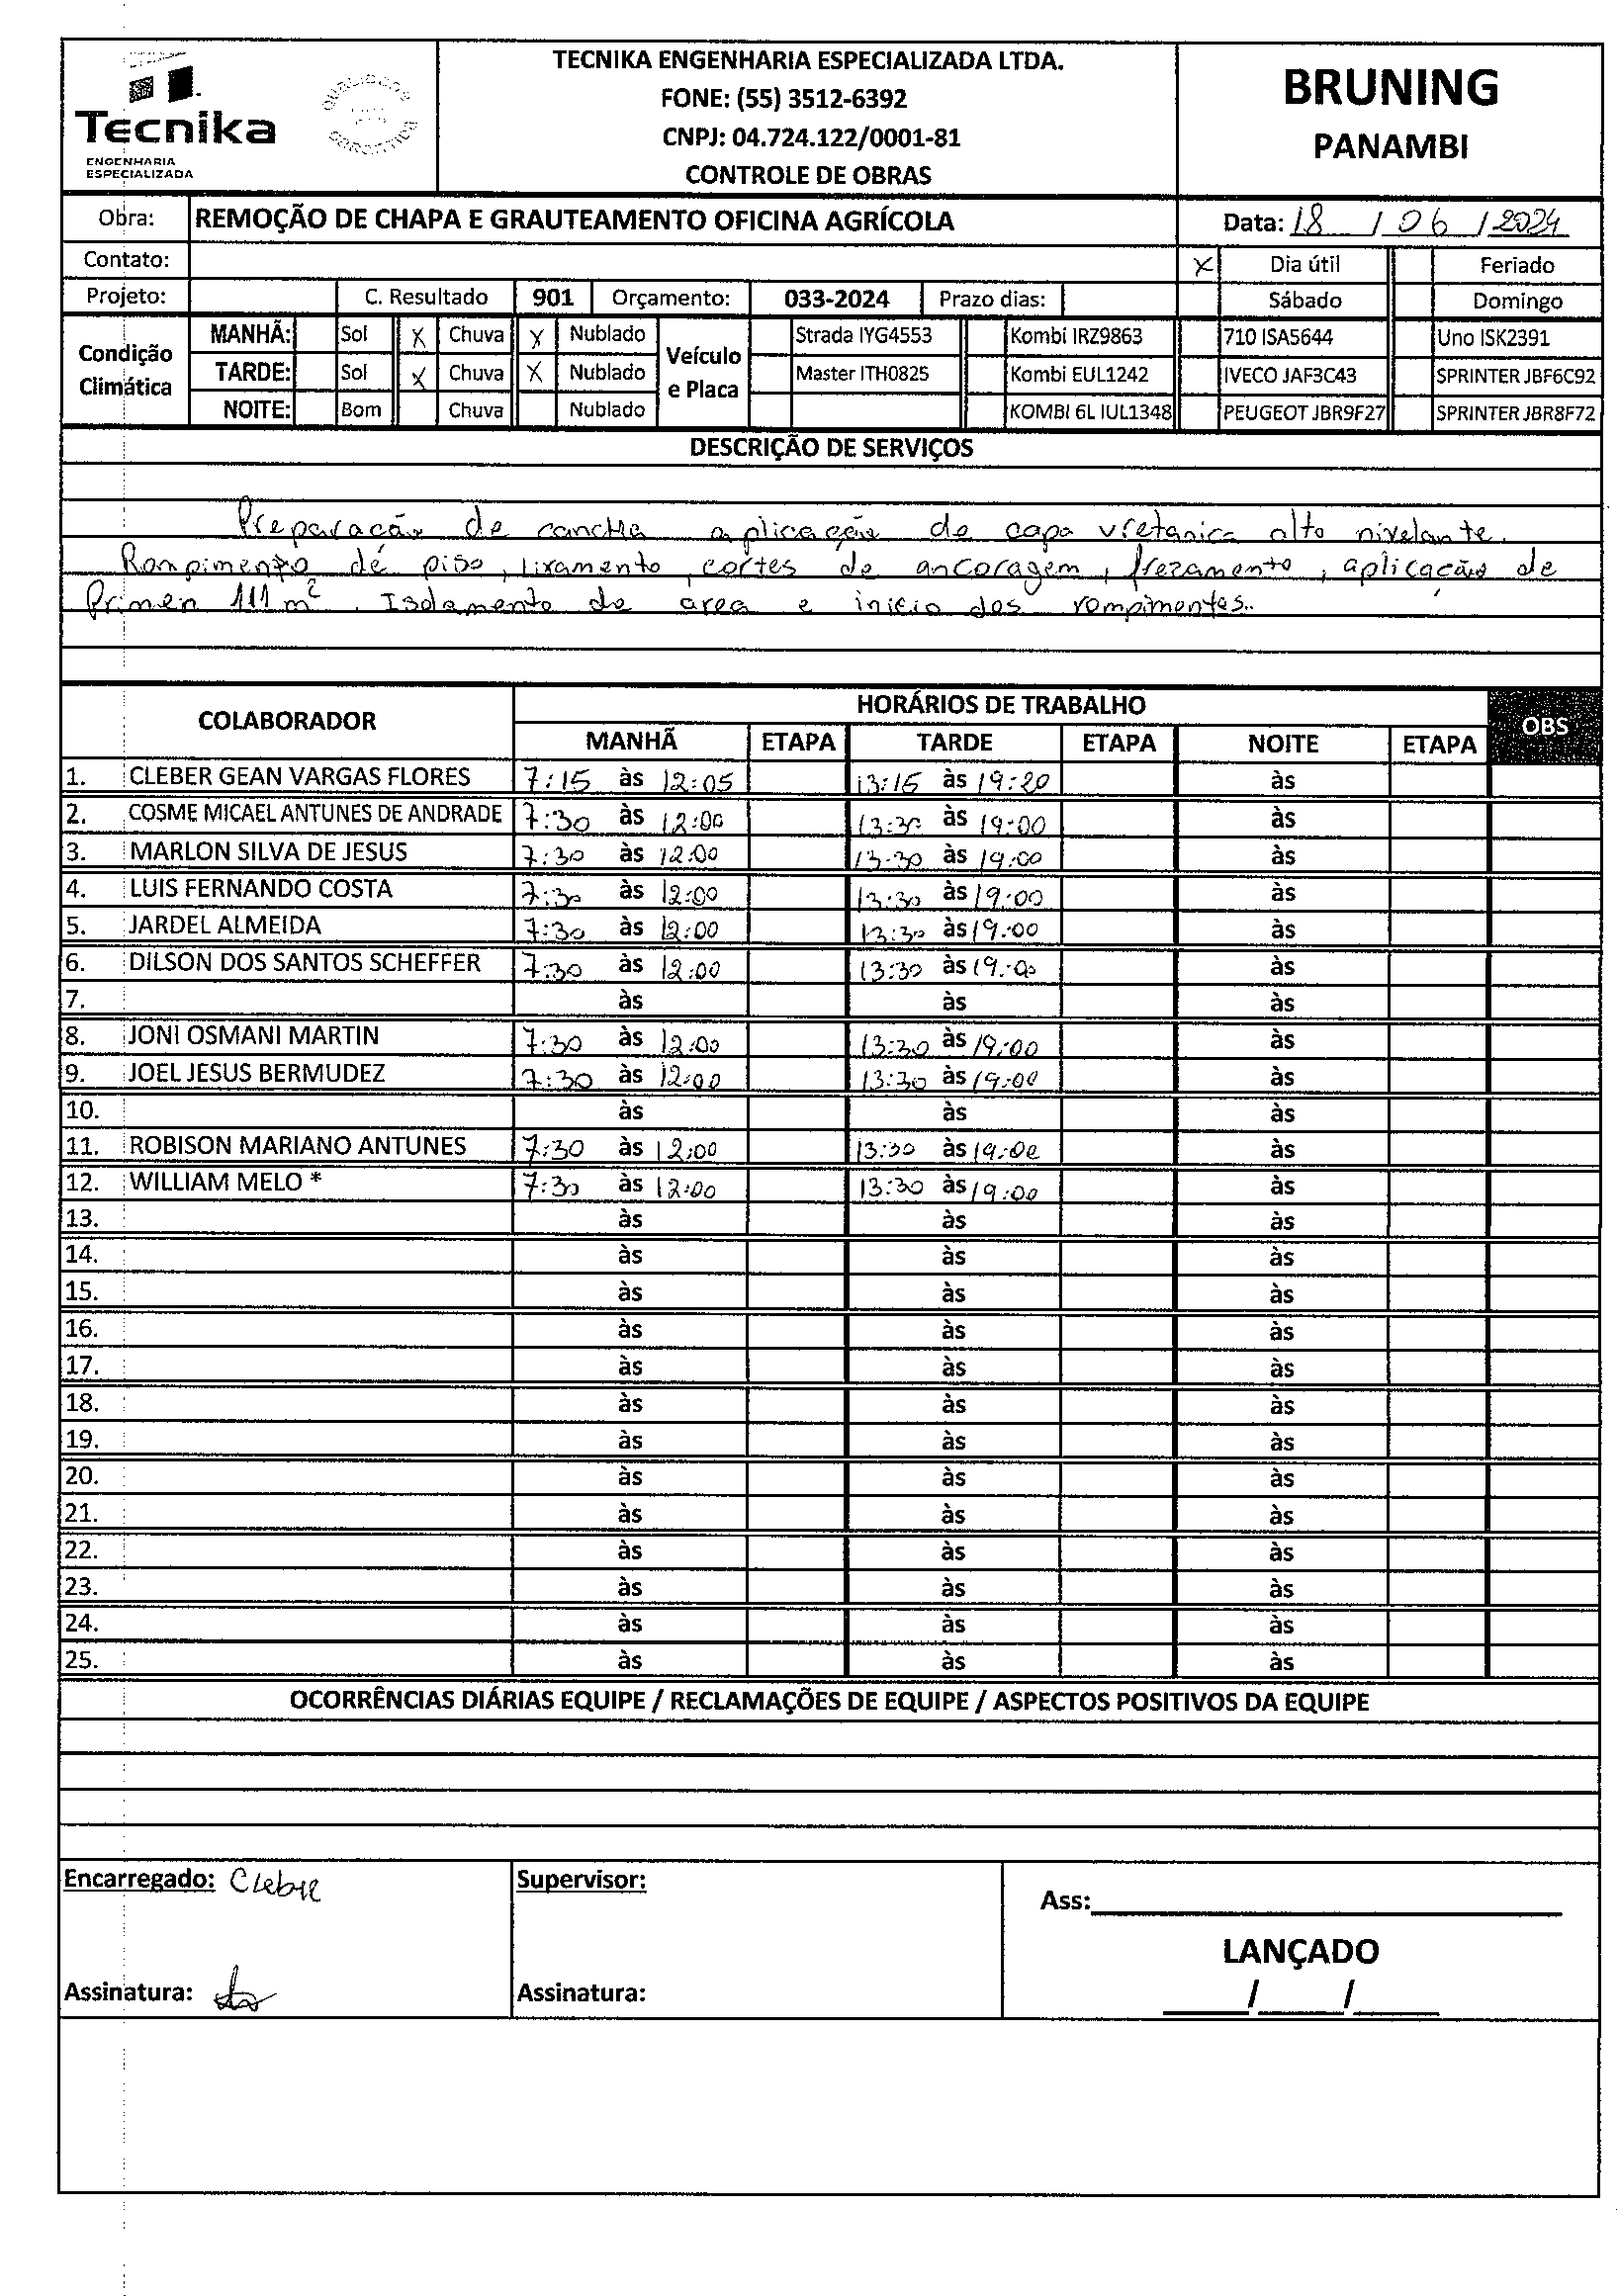 Tecnika
ENGENHARIA
ESPECIALIZADA
QUALIDADE
TECNIKA ENGENHARIA ESPECIALIZADA LTDA.
FONE: (55) 3512-6392
CNPJ: 04.724.122/0001-81
CONTROLE DE OBRAS
BRUNING
PANAMBI
Obra: REMOÇÃO DE CHAPA E GRAUTEAMENTO OFICINA AGRÍCOLA Data: 18 / 06 / 2024
Contato: X Dia útil Feriado
Projeto: C. Resultado 901 Orçamento: 033-2024 Prazo dias: Sábado Domingo
Condição Climática
MANHÃ: Sol X Chuva X Nublado
TARDE: Sol X Chuva X Nublado
NOITE: Bom Chuva Nublado
Veículo e Placa
Strada IYG4553 Kombi IRZ9863 710 ISA5644 Uno ISK2391
Master ITH0825 Kombi EUL1242 IVECO JAF3C43 SPRINTER JBF6C92
KOMBI 6L IUL1348 PEUGEOT JBR9F27 SPRINTER JBR8F72
DESCRIÇÃO DE SERVIÇOS
Preparacão de cancha aplicação de capa uretanica alto nivelante.
Rompimento de piso, lixamento, cortes de ancoragem, frezamento, aplicação de
Primer 111 m². Isolamento de area e inicio dos rompimentos.
COLABORADOR HORÁRIOS DE TRABALHO OBS
MANHÃ ETAPA TARDE ETAPA NOITE ETAPA
1. CLEBER GEAN VARGAS FLORES 7:15 às 12:05 13:15 às 19:20 às
2. COSME MICAEL ANTUNES DE ANDRADE 7:30 às 12:00 13:30 às 19:00 às
3. MARLON SILVA DE JESUS 7:30 às 12:00 13:30 às 19:00 às
4. LUIS FERNANDO COSTA 7:30 às 12:00 13:30 às 19:00 às
5. JARDEL ALMEIDA 7:30 às 12:00 13:30 às 19:00 às
6. DILSON DOS SANTOS SCHEFFER 7:30 às 12:00 13:30 às 19:00 às
7. às às às
8. JONI OSMANI MARTIN 7:30 às 12:00 13:30 às 19:00 às
9. JOEL JESUS BERMUDEZ 7:30 às 12:00 13:30 às 19:00 às
10. às às às
11. ROBISON MARIANO ANTUNES 7:30 às 12:00 13:30 às 19:00 às
12. WILLIAM MELO * 7:30 às 12:00 13:30 às 19:00 às
13. às às às
14. às às às
15. às às às
16. às às às
17. às às às
18. às às às
19. às às às
20. às às às
21. às às às
22. às às às
23. às às às
24. às às às
25. às às às
OCORRÊNCIAS DIÁRIAS EQUIPE / RECLAMAÇÕES DE EQUIPE / ASPECTOS POSITIVOS DA EQUIPE
Encarregado: Cleber
Assinatura:
Supervisor:
Assinatura:
Ass:
LANÇADO
/ /